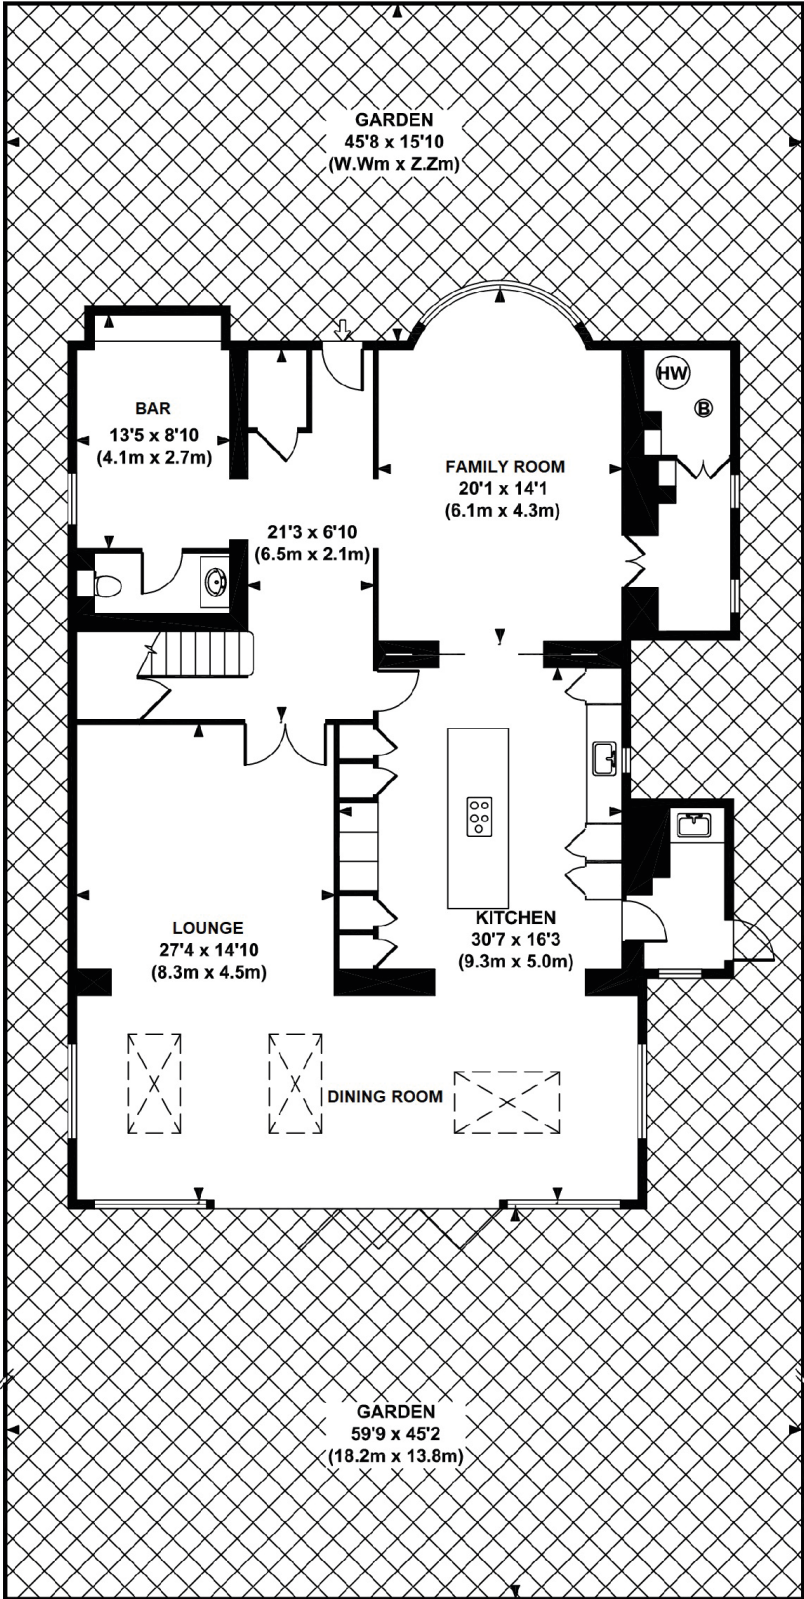 GARDEN
45'8 x 15'10
(W.Wm x Z.Zm)
HW
B
BAR
13'5 x 8'10
(4.1m x 2.7m)
FAMILY ROOM
20'1 x 14'1
(6.1m x 4.3m)
21'3 x 6'10
(6.5m x 2.1m)
LOUNGE
27'4 x 14'10
(8.3m x 4.5m)
KITCHEN
30'7 x 16'3
(9.3m x 5.0m)
DINING ROOM
GARDEN
59'9 x 45'2
(18.2m x 13.8m)